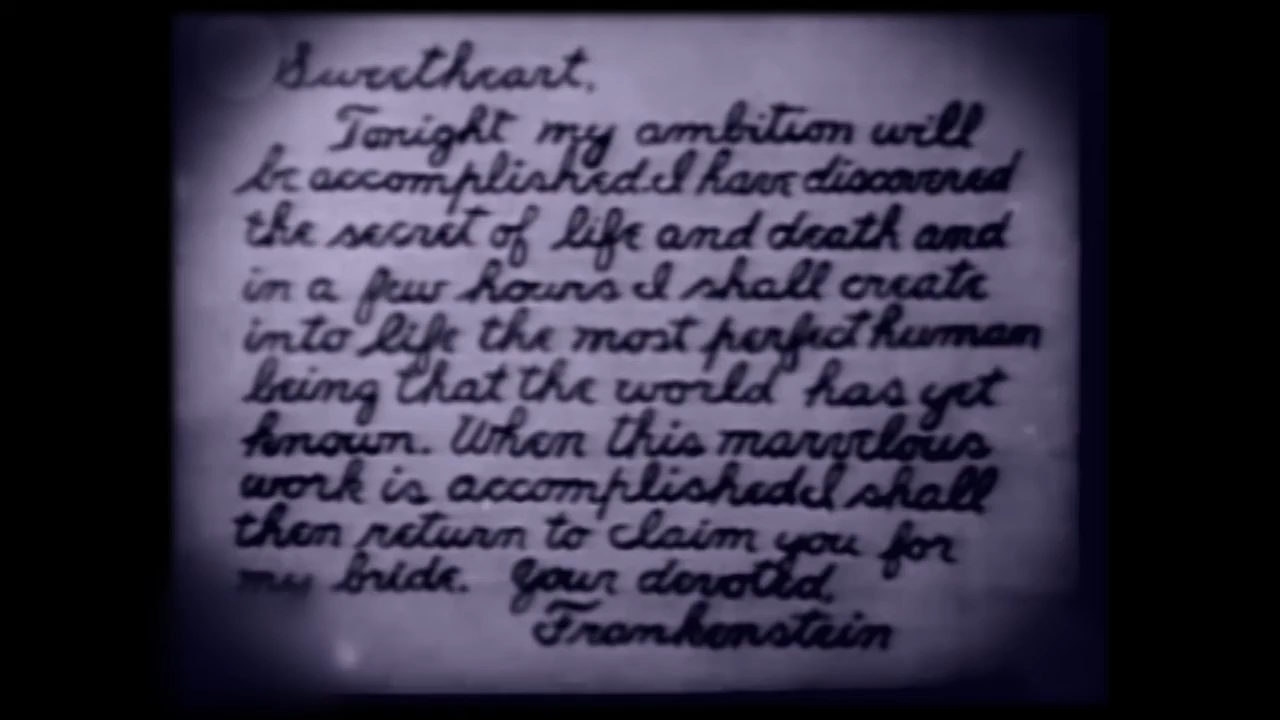 Sweetheart,
Tonight my ambition will
be accomplished. I have discovered
the secret of life and death and
in a few hours I shall create
into life the most perfect human
being that the world has yet
known. When this marvelous
work is accomplished I shall
then return to claim you for
my bride. Your devoted,
Frankenstein